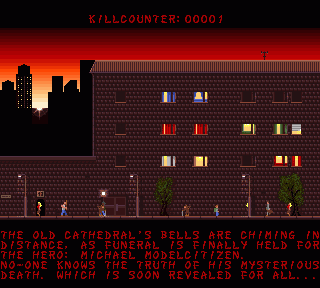 KILLCOUNTER: 00001
THE OLD CATHEDRAL'S BELLS ARE CHIMING IN
DISTANCE. AS FUNERAL IS FINALLY HELD FOR
THE HERO: MICHAEL MODELCITIZEN.
NO-ONE KNOWS THE TRUTH OF HIS MYSTERIOUS
DEATH. WHICH IS SOON REVEALED FOR ALL...